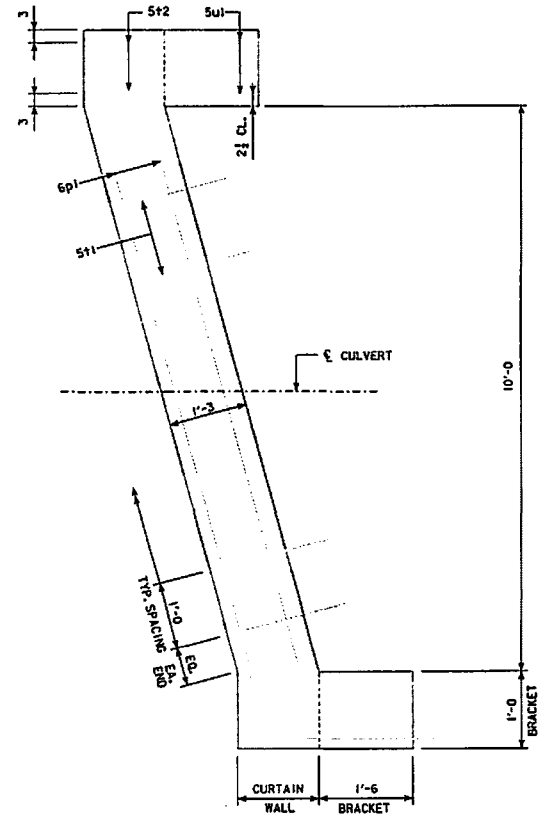 3
5t2
5u1
3
2½ CL.
6p1
5t1
℄ CULVERT
10'-0
1'-3
TYP. SPACING
1'-0
EQ.
EA.
END
1'-0
BRACKET
CURTAIN
WALL
1'-6
BRACKET